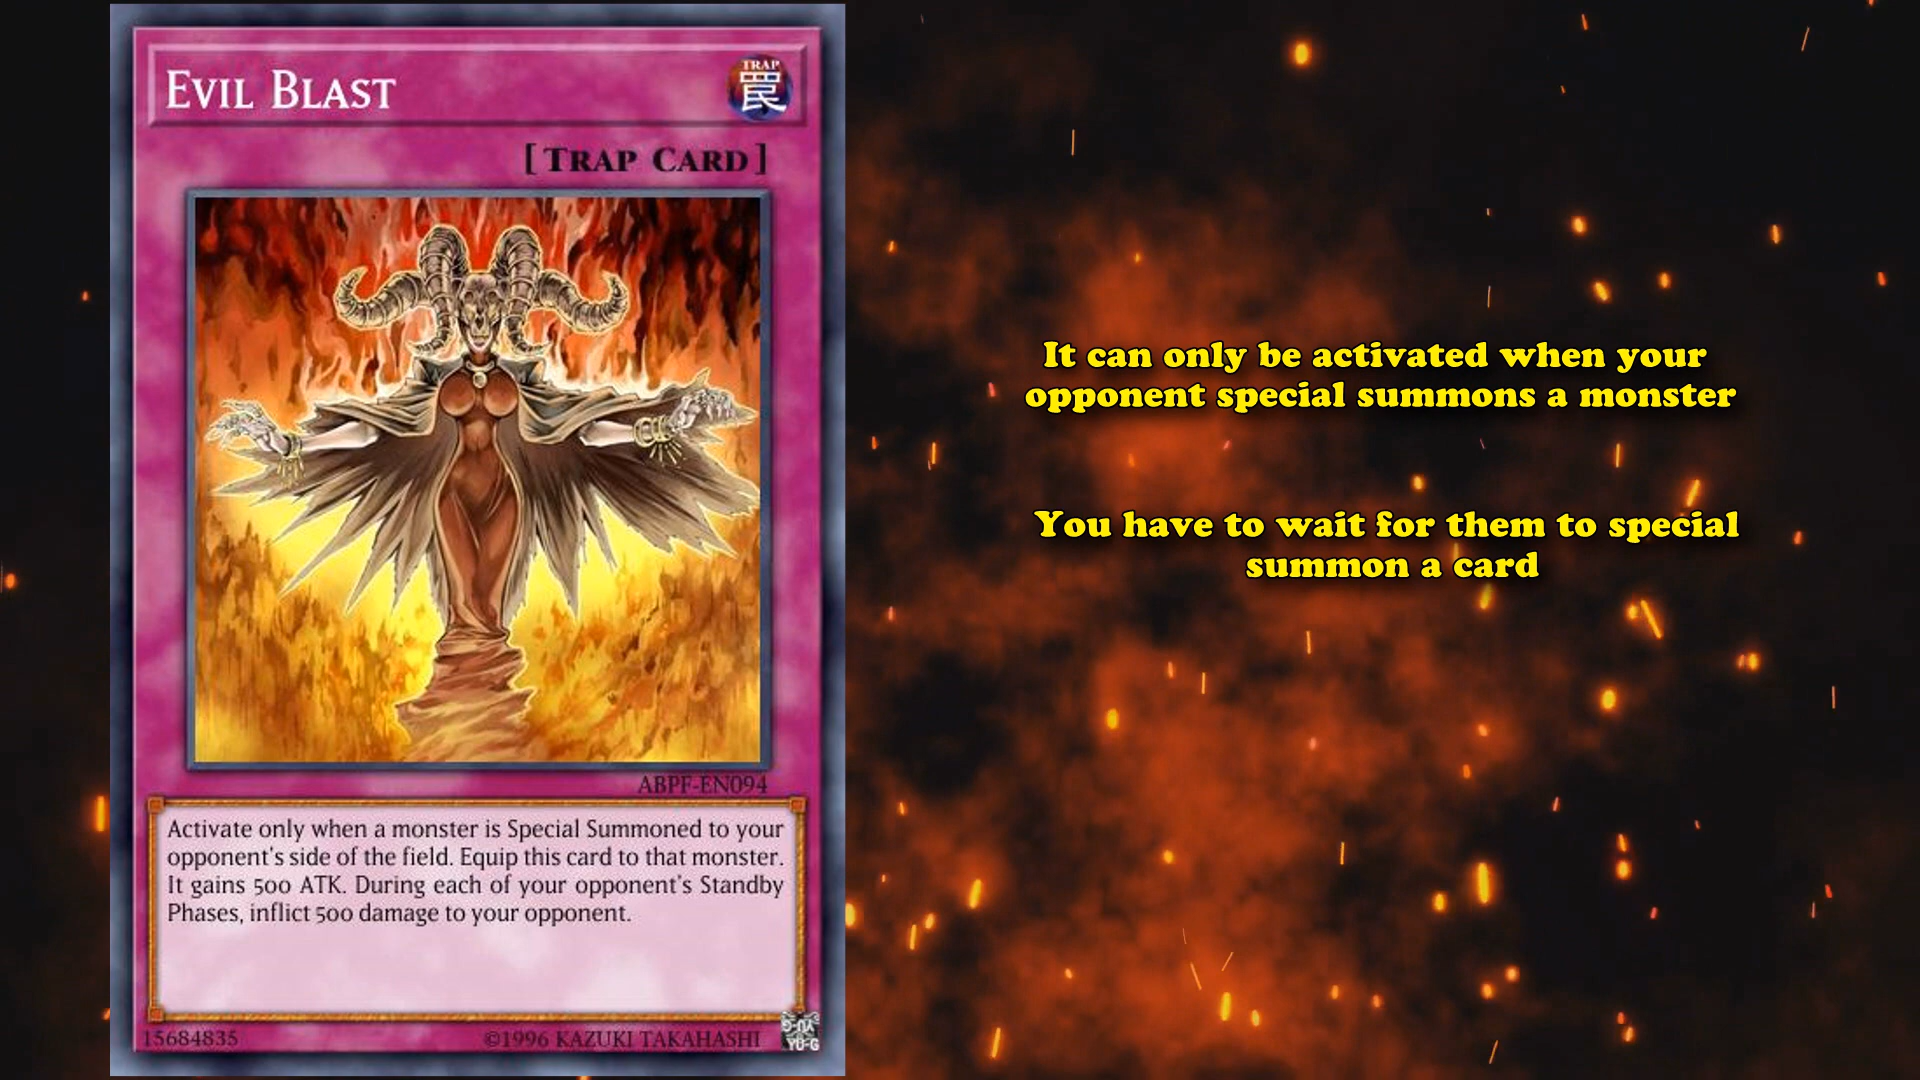 EVIL BLAST
TRAP
罠
[TRAP CARD]
ABPF-EN094
Activate only when a monster is Special Summoned to your
opponent's side of the field. Equip this card to that monster.
It gains 500 ATK. During each of your opponent's Standby
Phases, inflict 500 damage to your opponent.
15684835
©1996 KAZUKI TAKAHASHI
It can only be activated when your
opponent special summons a monster
You have to wait for them to special
summon a card